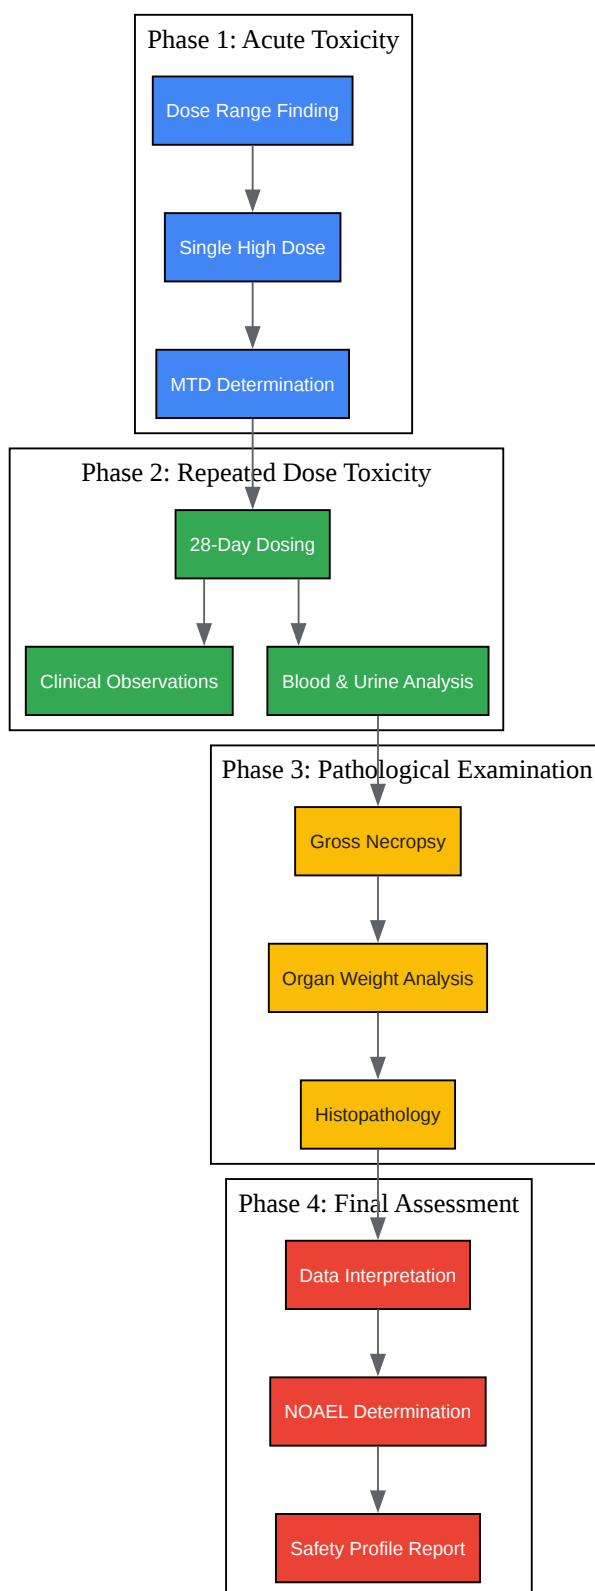 Phase 1: Acute Toxicity
Dose Range Finding
Single High Dose
MTD Determination
Phase 2: Repeated Dose Toxicity
28-Day Dosing
Clinical Observations
Blood & Urine Analysis
Phase 3: Pathological Examination
Gross Necropsy
Organ Weight Analysis
Histopathology
Phase 4: Final Assessment
Data Interpretation
NOAEL Determination
Safety Profile Report